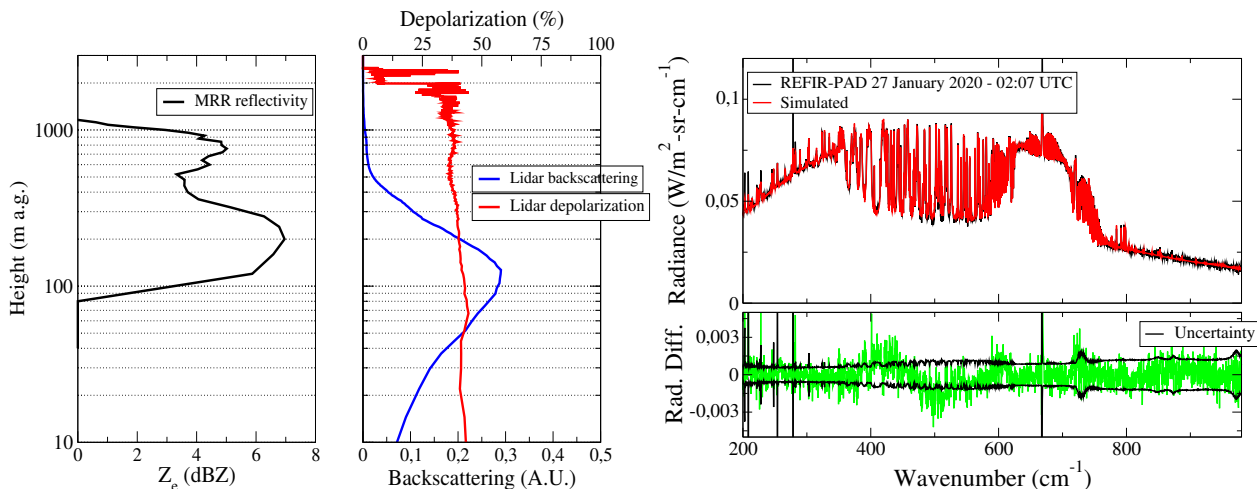 MRR reflectivity
1000
100
10
Height (m a.g.)
0 2 4 6 8
Z_e (dBZ)
Depolarization (%)
0 25 50 75 100
Lidar backscattering
Lidar depolarization
0 0,1 0,2 0,3 0,4 0,5
Backscattering (A.U.)
REFIR-PAD 27 January 2020 - 02:07 UTC
Simulated
0,1
0,05
0
Radiance (W/m²-sr-cm⁻¹)
Uncertainty
0,003
0
-0,003
Rad. Diff.
200 400 600 800
Wavenumber (cm⁻¹)